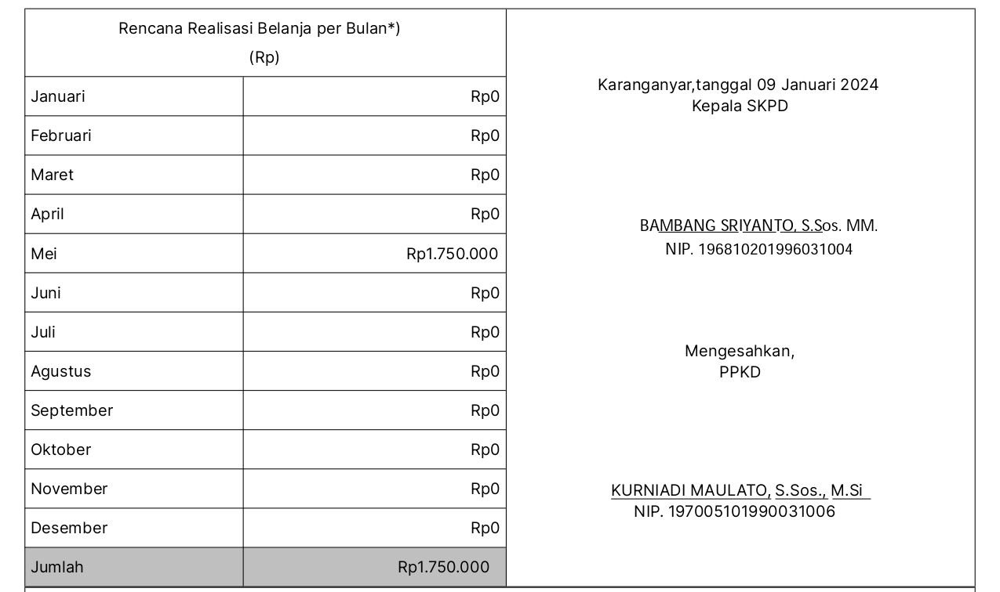 Rencana Realisasi Belanja per Bulan*)
(Rp)
Januari Rp0
Februari Rp0
Maret Rp0
April Rp0
Mei Rp1.750.000
Juni Rp0
Juli Rp0
Agustus Rp0
September Rp0
Oktober Rp0
November Rp0
Desember Rp0
Jumlah Rp1.750.000
Karanganyar,tanggal 09 Januari 2024
Kepala SKPD
BAMBANG SRIYANTO, S.Sos. MM.
NIP. 196810201996031004
Mengesahkan,
PPKD
KURNIADI MAULATO, S.Sos., M.Si
NIP. 197005101990031006